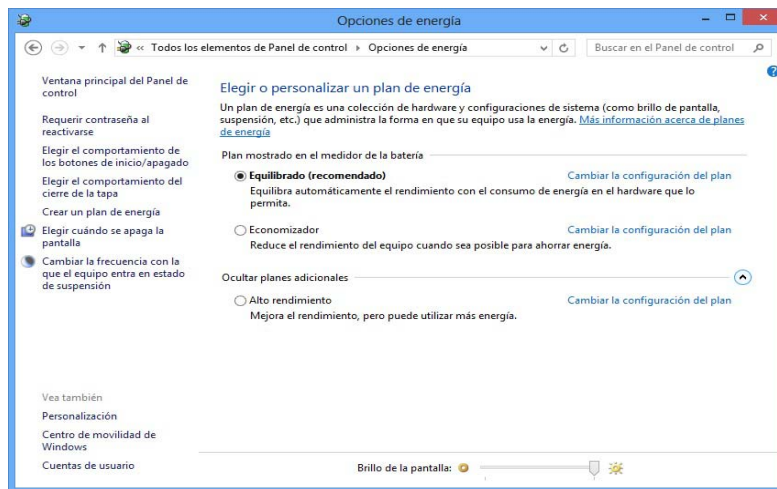 Opciones de energía
« Todos los elementos de Panel de control ▸ Opciones de energía
Buscar en el Panel de control
Ventana principal del Panel de
control
Requerir contraseña al
reactivarse
Elegir el comportamiento de
los botones de inicio/apagado
Elegir el comportamiento del
cierre de la tapa
Crear un plan de energía
Elegir cuándo se apaga la
pantalla
Cambiar la frecuencia con la
que el equipo entra en estado
de suspensión
Vea también
Personalización
Centro de movilidad de
Windows
Cuentas de usuario
Elegir o personalizar un plan de energía
Un plan de energía es una colección de hardware y configuraciones de sistema (como brillo de pantalla,
suspensión, etc.) que administra la forma en que su equipo usa la energía. Más información acerca de planes
de energía
Plan mostrado en el medidor de la batería
Equilibrado (recomendado) Cambiar la configuración del plan
Equilibra automáticamente el rendimiento con el consumo de energía en el hardware que lo
permita.
Economizador Cambiar la configuración del plan
Reduce el rendimiento del equipo cuando sea posible para ahorrar energía.
Ocultar planes adicionales
Alto rendimiento Cambiar la configuración del plan
Mejora el rendimiento, pero puede utilizar más energía.
Brillo de la pantalla: